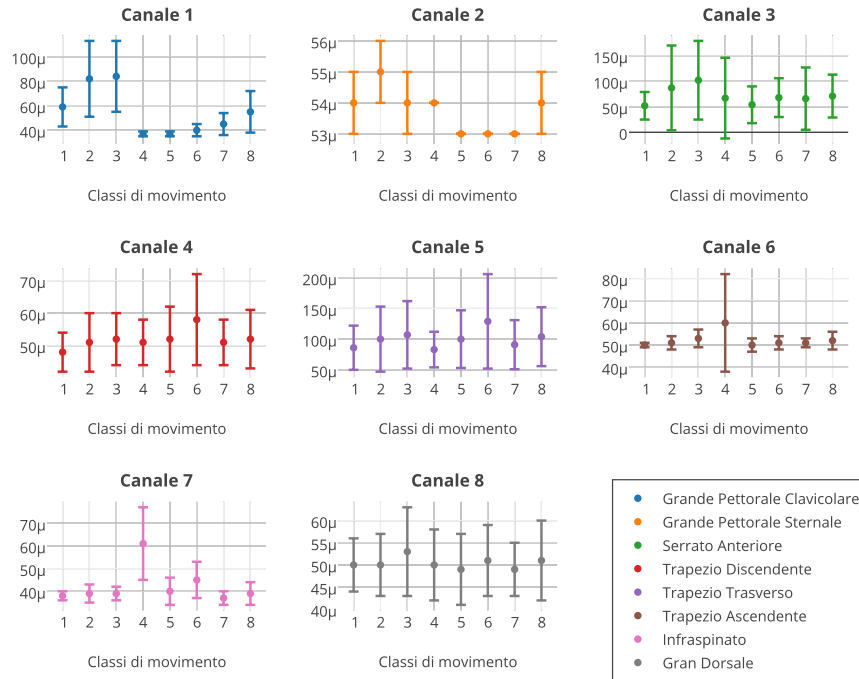 Canale 1
Canale 2
Canale 3
100μ
80μ
60μ
40μ
1 2 3 4 5 6 7 8
Classi di movimento
56μ
55μ
54μ
53μ
1 2 3 4 5 6 7 8
Classi di movimento
150μ
100μ
50μ
0
1 2 3 4 5 6 7 8
Classi di movimento
Canale 4
Canale 5
Canale 6
70μ
60μ
50μ
1 2 3 4 5 6 7 8
Classi di movimento
200μ
150μ
100μ
50μ
1 2 3 4 5 6 7 8
Classi di movimento
80μ
70μ
60μ
50μ
40μ
1 2 3 4 5 6 7 8
Classi di movimento
Canale 7
Canale 8
70μ
60μ
50μ
40μ
1 2 3 4 5 6 7 8
Classi di movimento
60μ
55μ
50μ
45μ
40μ
1 2 3 4 5 6 7 8
Classi di movimento
Grande Pettorale Clavicolare
Grande Pettorale Sternale
Serrato Anteriore
Trapezio Discendente
Trapezio Trasverso
Trapezio Ascendente
Infraspinato
Gran Dorsale